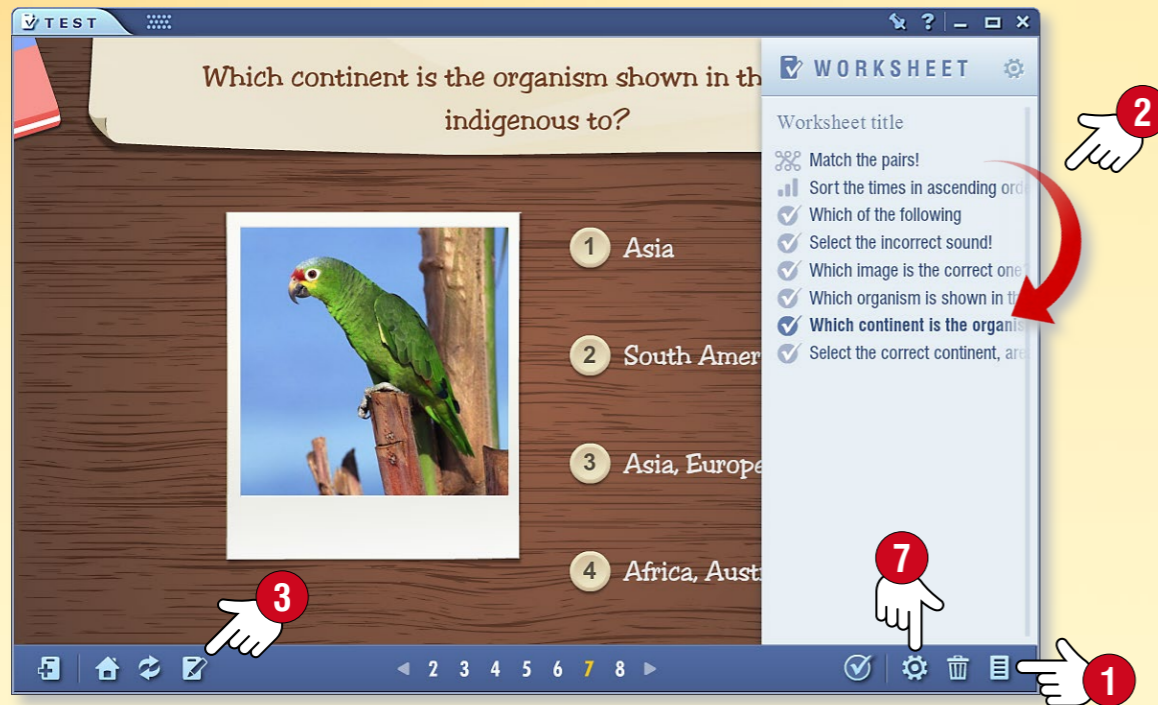 TEST
Which continent is the organism shown in th
indigenous to?
1 Asia
2 South Amer
3 Asia, Europe
4 Africa, Aust
WORKSHEET
Worksheet title
Match the pairs!
Sort the times in ascending ord
Which of the following
Select the incorrect sound!
Which image is the correct one
Which organism is shown in th
Which continent is the organis
Select the correct continent, are
2
3
7
1
2 3 4 5 6 7 8
?